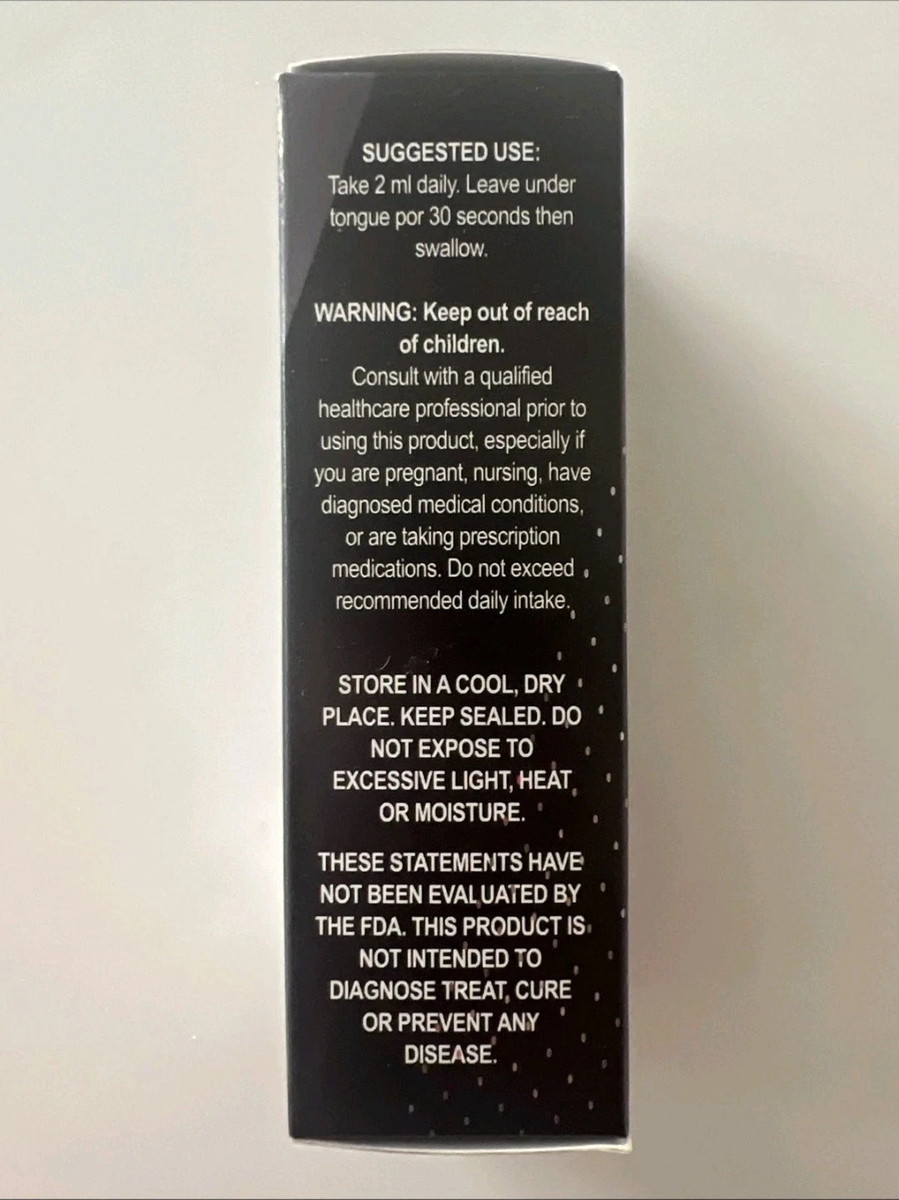 SUGGESTED USE:
Take 2 ml daily. Leave under
tongue por 30 seconds then
swallow.
WARNING: Keep out of reach
of children.
Consult with a qualified
healthcare professional prior to
using this product, especially if
you are pregnant, nursing, have
diagnosed medical conditions,
or are taking prescription
medications. Do not exceed
recommended daily intake.
STORE IN A COOL, DRY
PLACE. KEEP SEALED. DO
NOT EXPOSE TO
EXCESSIVE LIGHT, HEAT
OR MOISTURE.
THESE STATEMENTS HAVE
NOT BEEN EVALUATED BY
THE FDA. THIS PRODUCT IS
NOT INTENDED TO
DIAGNOSE TREAT, CURE
OR PREVENT ANY
DISEASE.